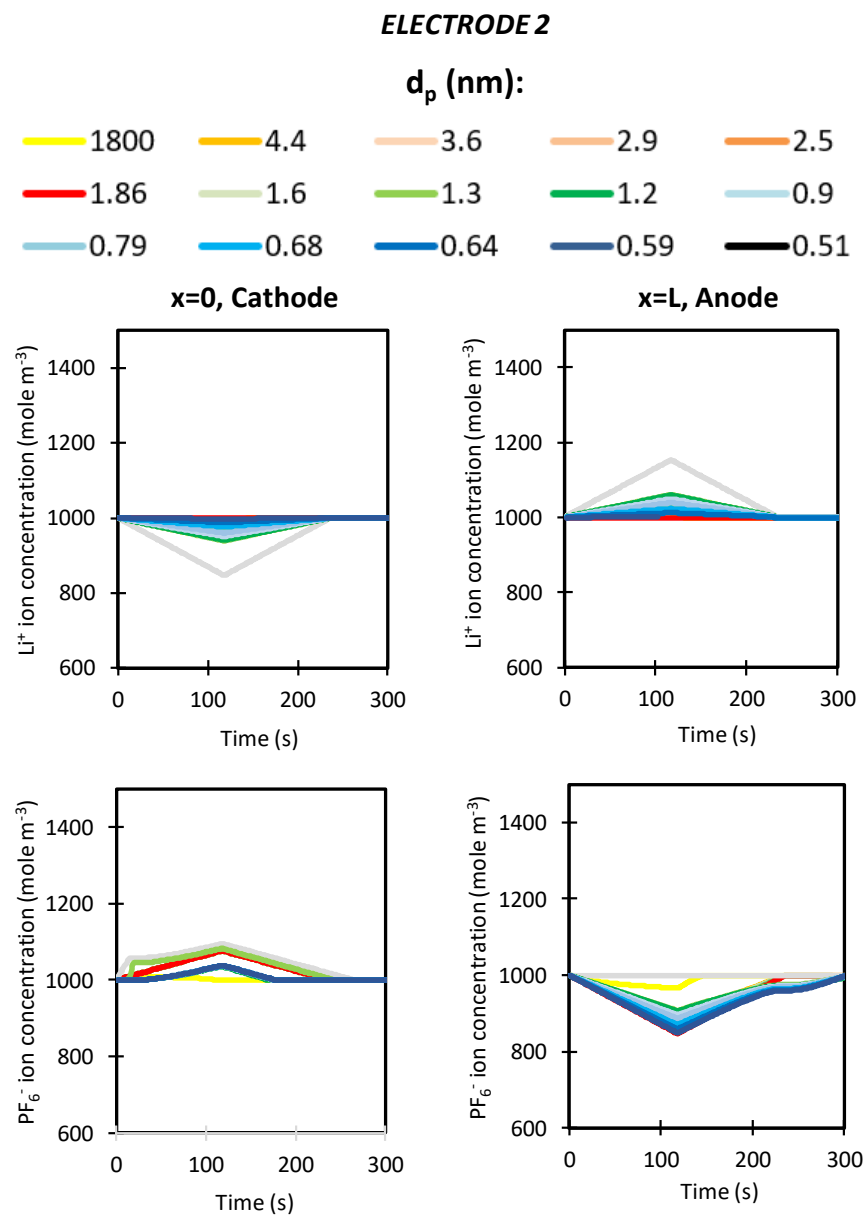 ELECTRODE 2
dₚ (nm):
1800 4.4 3.6 2.9 2.5
1.86 1.6 1.3 1.2 0.9
0.79 0.68 0.64 0.59 0.51
x=0, Cathode
Li⁺ ion concentration (mole m⁻³)
1400
1200
1000
800
600
0 100 200 300
Time (s)
x=L, Anode
Li⁺ ion concentration (mole m⁻³)
1400
1200
1000
800
600
0 100 200 300
Time (s)
PF₆⁻ ion concentration (mole m⁻³)
1400
1200
1000
800
600
0 100 200 300
Time (s)
PF₆⁻ ion concentration (mole m⁻³)
1400
1200
1000
800
600
0 100 200 300
Time (s)